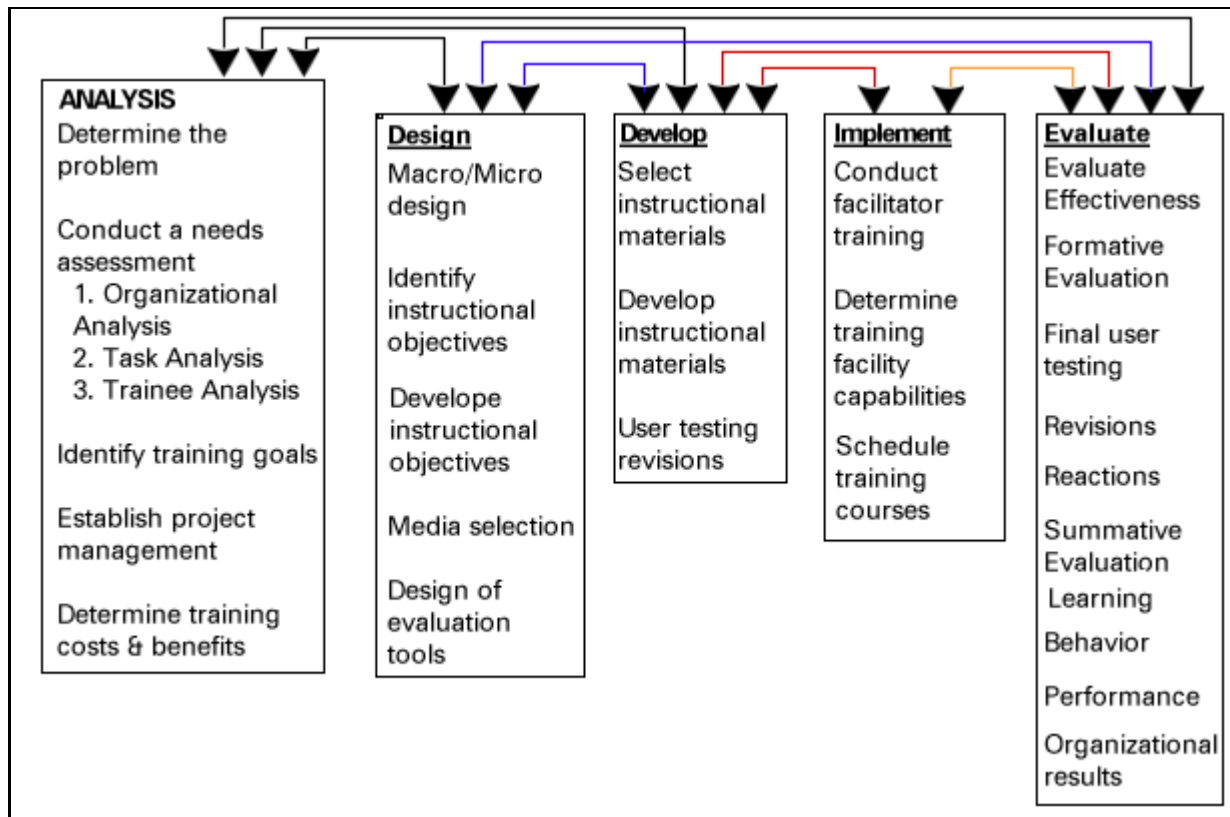 ANALYSIS
Determine the
problem
Conduct a needs
assessment
1. Organizational
Analysis
2. Task Analysis
3. Trainee Analysis
Identify training goals
Establish project
management
Determine training
costs & benefits
Design
Macro/Micro
design
Identify
instructional
objectives
Develope
instructional
objectives
Media selection
Design of
evaluation
tools
Develop
Select
instructional
materials
Develop
instructional
materials
User testing
revisions
Implement
Conduct
facilitator
training
Determine
training
facility
capabilities
Schedule
training
courses
Evaluate
Evaluate
Effectiveness
Formative
Evaluation
Final user
testing
Revisions
Reactions
Summative
Evaluation
Learning
Behavior
Performance
Organizational
results